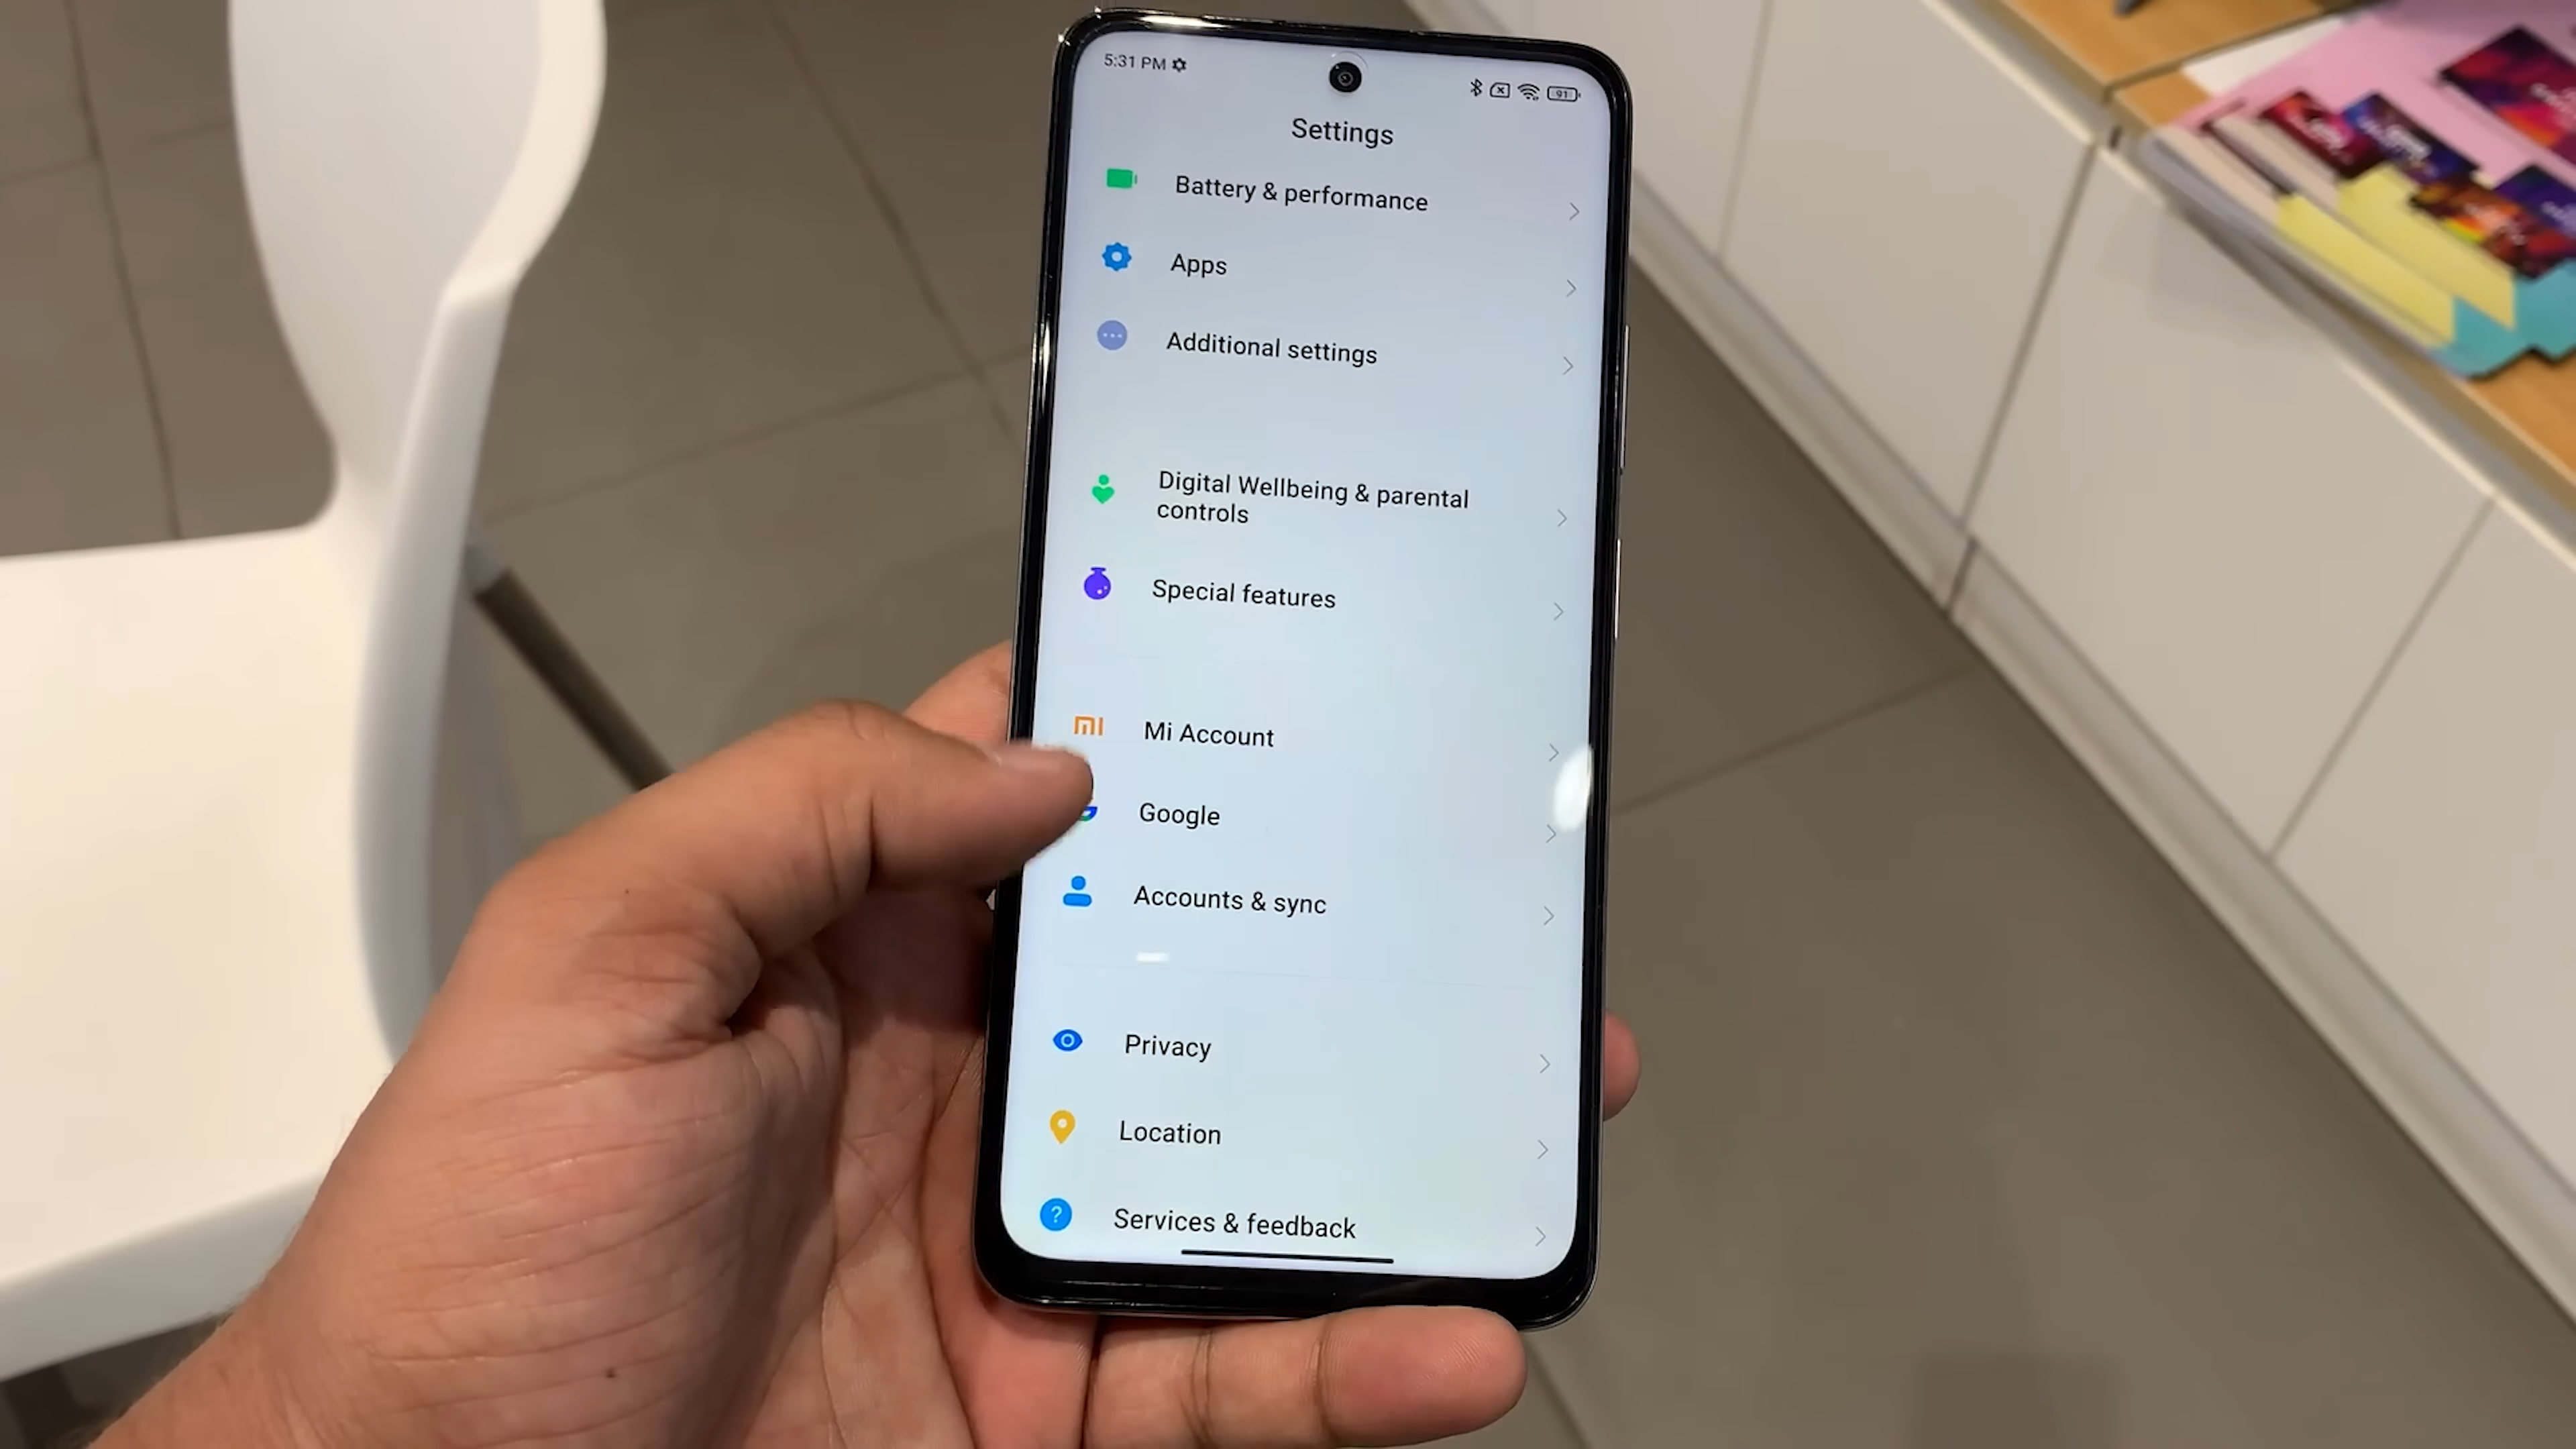 5:31 PM
91
Settings
Battery & performance
Apps
Additional settings
Digital Wellbeing & parental
controls
Special features
Mi Account
Google
Accounts & sync
Privacy
Location
Services & feedback